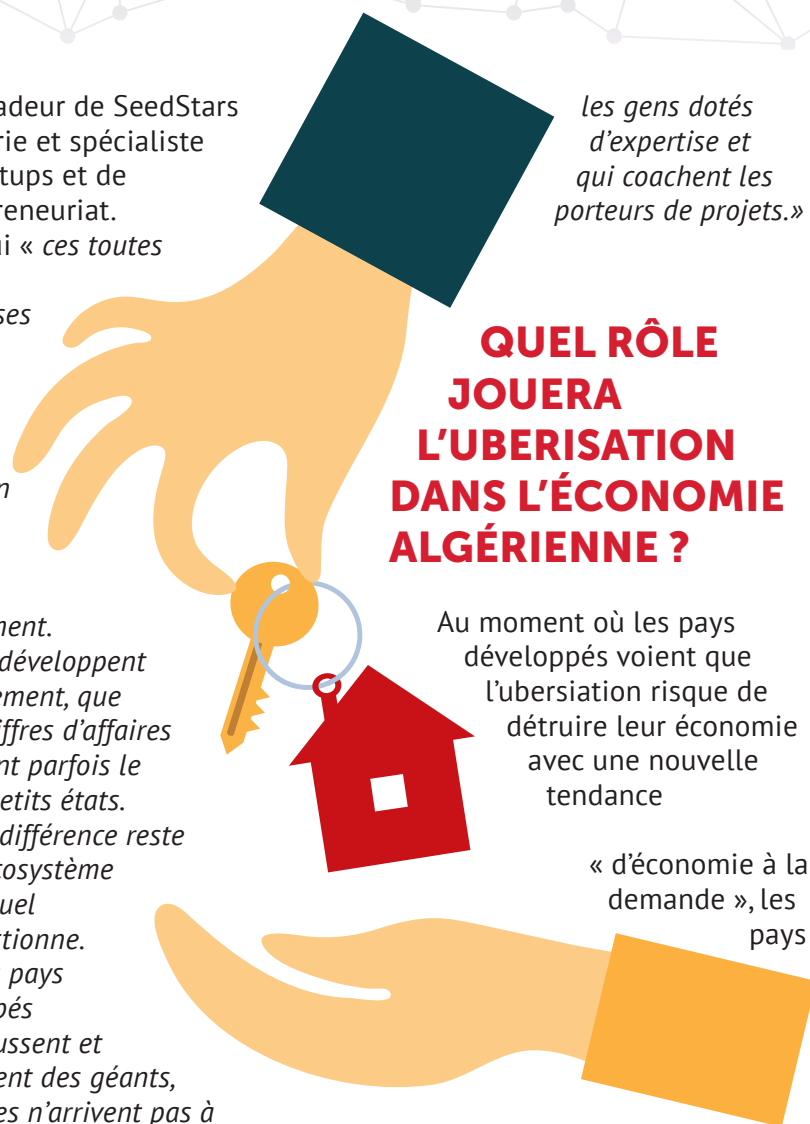 adeur de SeedStars
rie et spécialiste
tups et de
reneuriat.
ui « ces toutes
ses
n
ment.
développent
ement, que
iffres d'affaires
nt parfois le
etits états.
différence reste
osystème
uel
tionne.
pays
pés
ussent et
ent des géants,
es n'arrivent pas à
les gens dotés
d'expertise et
qui coachent les
porteurs de projets.»
QUEL RÔLE
JOUERA
L'UBERISATION
DANS L'ÉCONOMIE
ALGÉRIENNE ?
Au moment où les pays
développés voient que
l'ubersiation risque de
détruire leur économie
avec une nouvelle
tendance
« d'économie à la
demande », les
pays